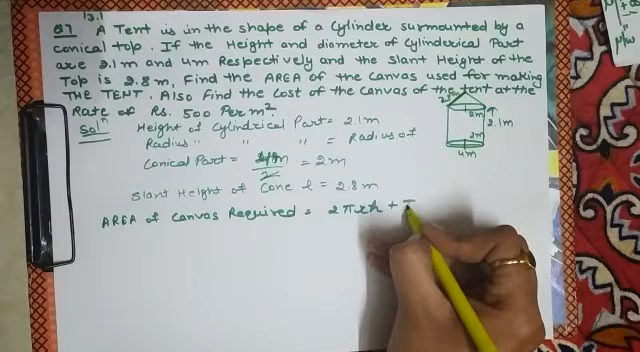 13.1
Q7 A Tent is in the shape of a Cylinder surmounted by a
conical top. If the Height and diameter of Cylinderical Part
are 2.1m and 4m Respectively and the Slant Height of the
Top is 2.8m, Find the AREA of the Canvas used for making
THE TENT. Also Find the Cost of the Canvas of the tent at the
Rate of Rs. 500 Per m².
Solⁿ Height of Cylindrical Part = 2.1m
Radius " " " = Radius of
Conical Part = 4m/2 = 2m
Slant Height of Cone l = 2.8m
AREA of Canvas Required = 2πrh +
2m
2.1m
2m
4m